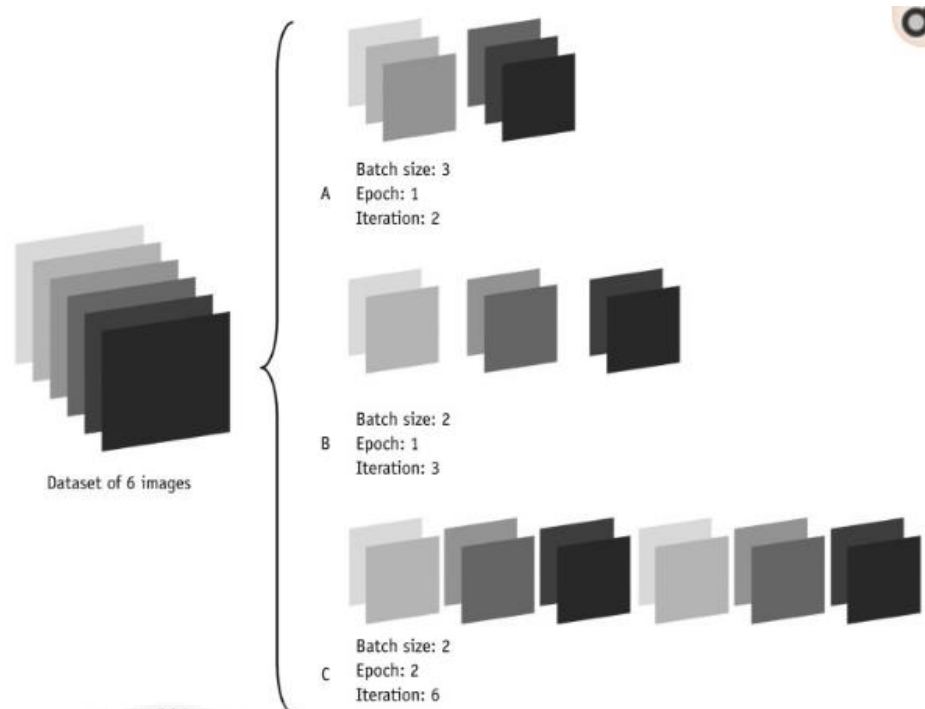 Batch size: 3
A Epoch: 1
Iteration: 2
Batch size: 2
B Epoch: 1
Iteration: 3
Dataset of 6 images
Batch size: 2
C Epoch: 2
Iteration: 6